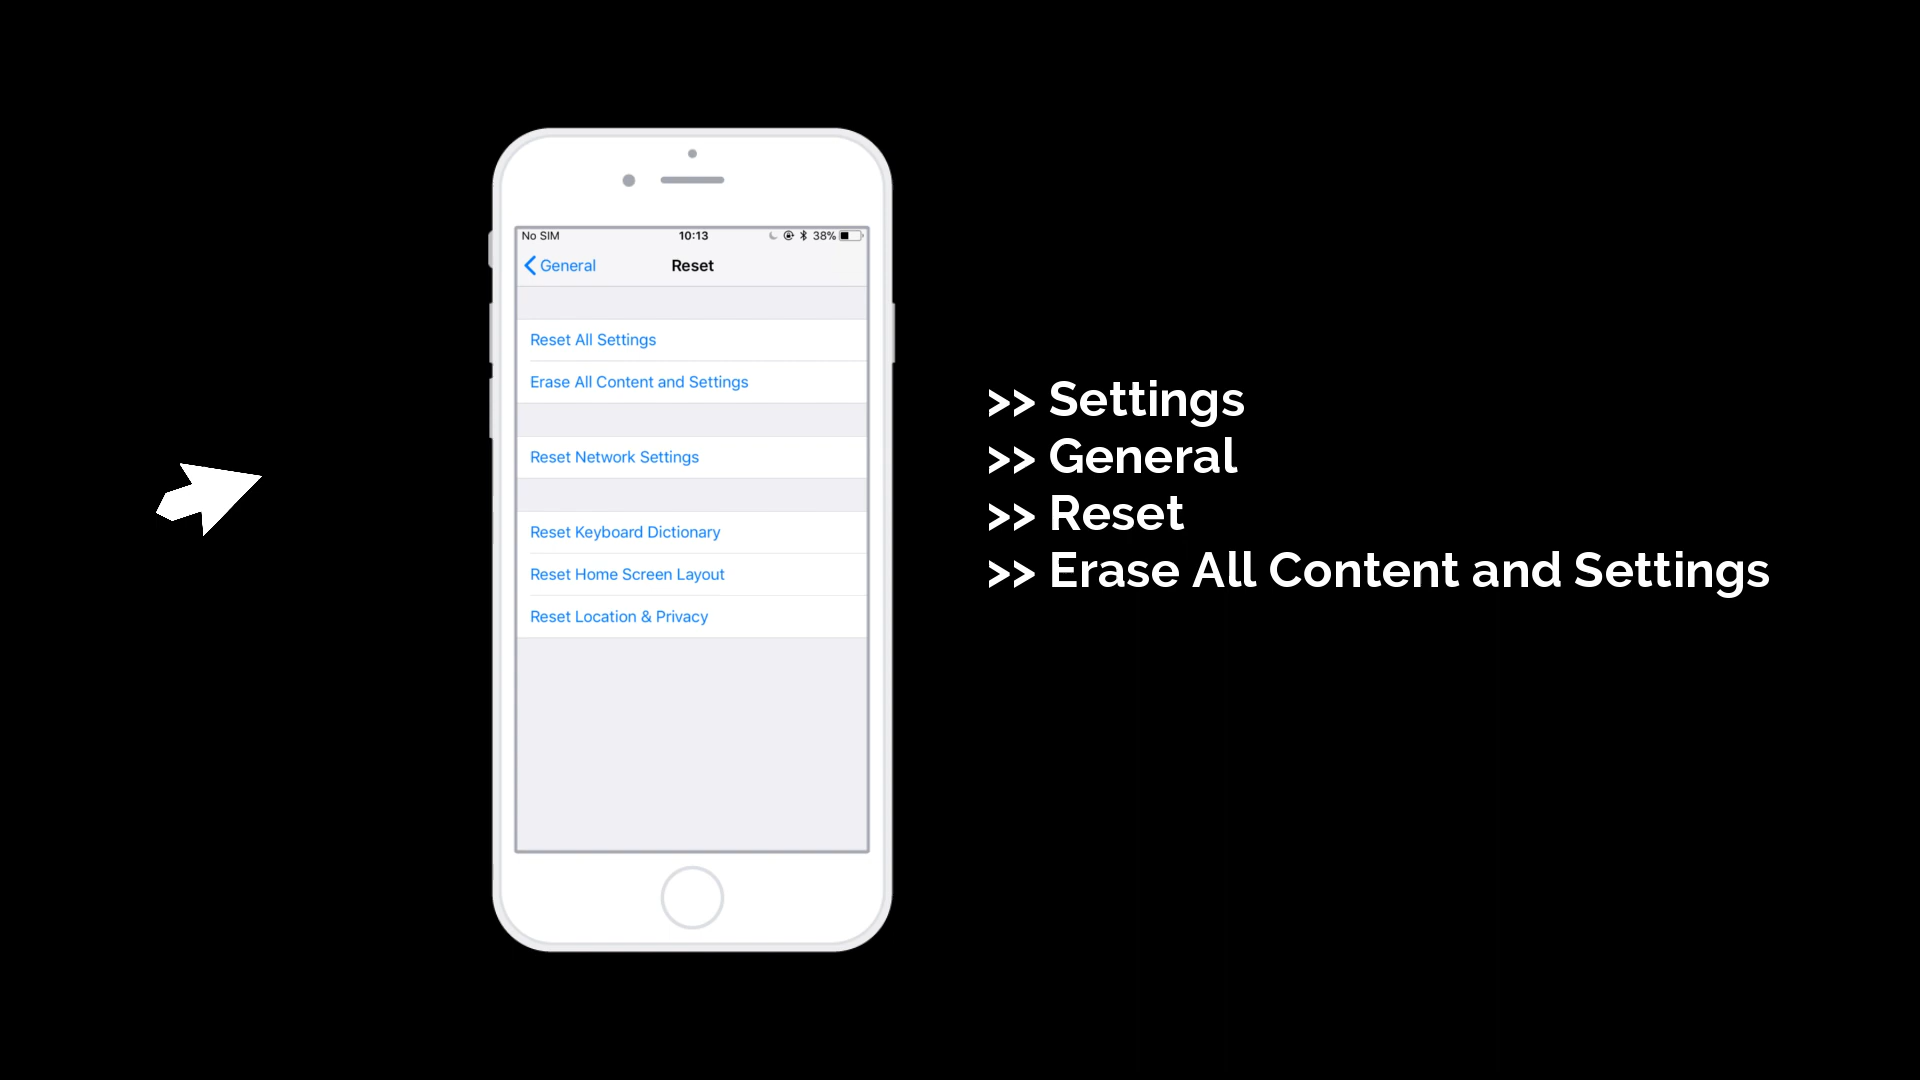 No SIM 10:13 38%
General Reset
Reset All Settings
Erase All Content and Settings
Reset Network Settings
Reset Keyboard Dictionary
Reset Home Screen Layout
Reset Location & Privacy
>> Settings
>> General
>> Reset
>> Erase All Content and Settings